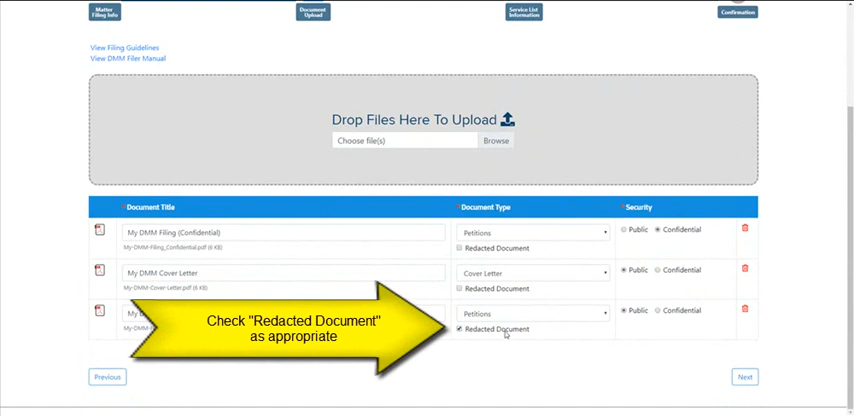 Matter
Filing Info
Document
Upload
Service List
Information
Confirmation
View Filing Guidelines
View DMM Filer Manual
Drop Files Here To Upload
Choose file(s) Browse
*Document Title *Document Type *Security
My DMM Filing (Confidential) Petitions Public Confidential
My-DMM-Filing_Confidential.pdf (6 KB) Redacted Document
My DMM Cover Letter Cover Letter Public Confidential
My-DMM-Cover-Letter.pdf (6 KB) Redacted Document
My Petitions Public Confidential
Redacted Document
Check "Redacted Document"
as appropriate
Previous Next